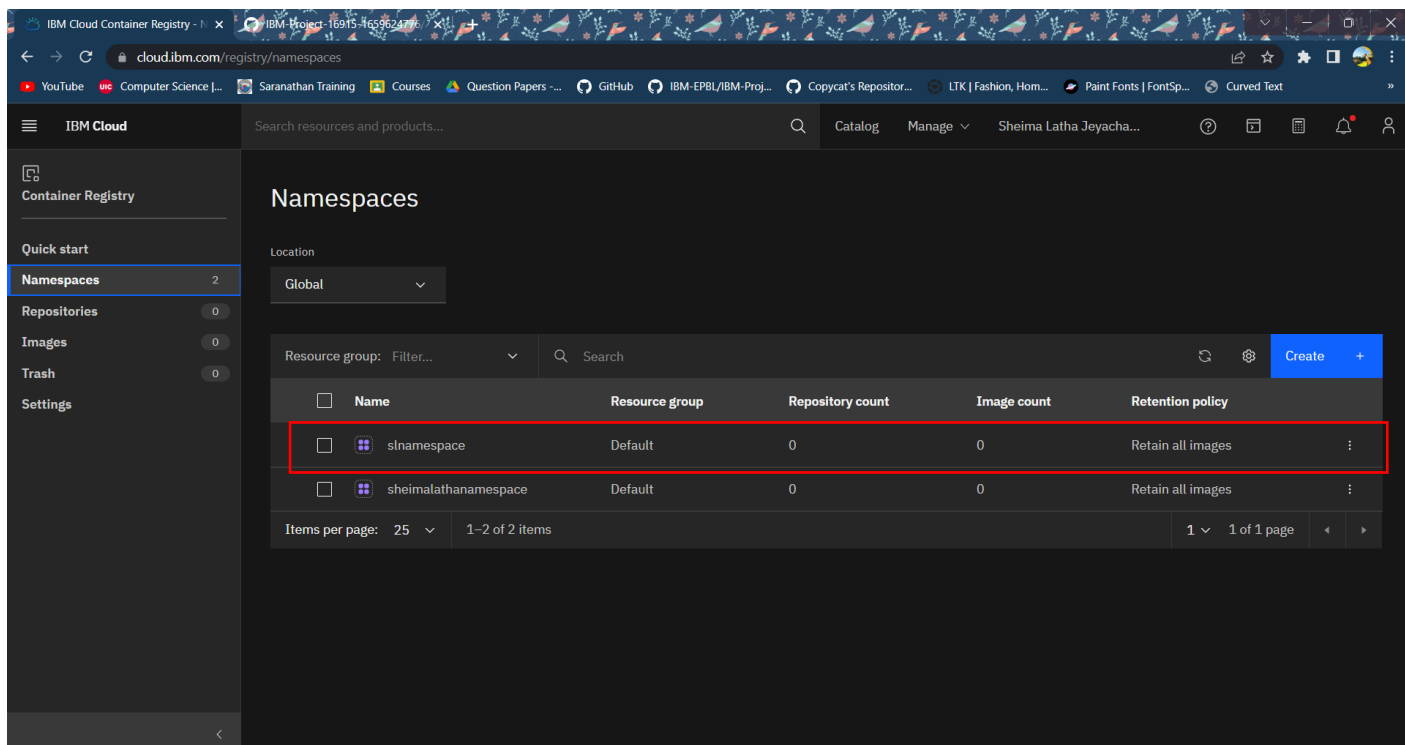 IBM Cloud Container Registry - N
IBM-Project-16915-1659624776/
cloud.ibm.com/registry/namespaces
YouTube
Computer Science |...
Saranathan Training
Courses
Question Papers -...
GitHub
IBM-EPBL/IBM-Proj...
Copycat's Repositor...
LTK | Fashion, Hom...
Paint Fonts | FontSp...
Curved Text
»
IBM Cloud
Search resources and products...
Catalog
Manage
Sheima Latha Jeyacha...
Container Registry
Quick start
Namespaces 2
Repositories 0
Images 0
Trash 0
Settings
Namespaces
Location
Global
Resource group: Filter...
Search
Create +
Name Resource group Repository count Image count Retention policy
slnamespace Default 0 0 Retain all images
sheimalathanamespace Default 0 0 Retain all images
Items per page: 25 1–2 of 2 items 1 1 of 1 page